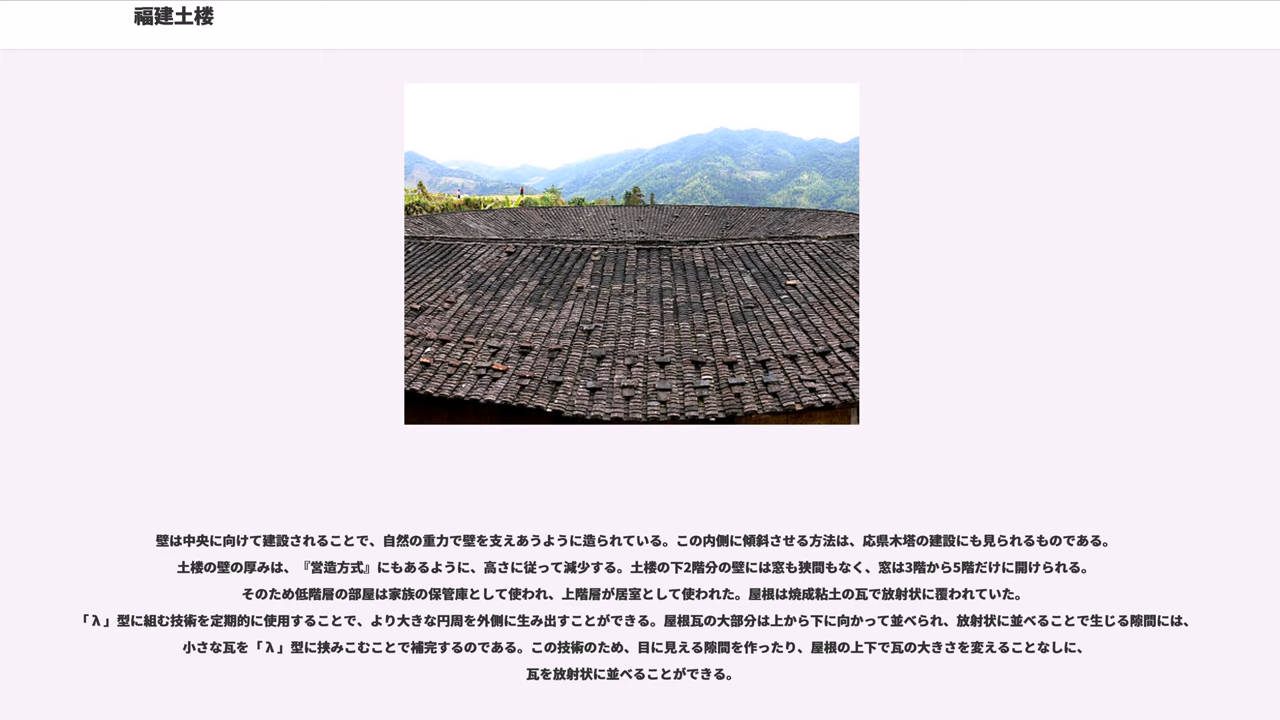 福建土楼
壁は中央に向けて建設されることで、自然の重力で壁を支えあうように造られている。この内側に傾斜させる方法は、応県木塔の建設にも見られるものである。
土楼の壁の厚みは、『営造方式』にもあるように、高さに従って減少する。土楼の下2階分の壁には窓も狭間もなく、窓は3階から5階だけに開けられる。
そのため低階層の部屋は家族の保管庫として使われ、上階層が居室として使われた。屋根は焼成粘土の瓦で放射状に覆われていた。
「λ」型に組む技術を定期的に使用することで、より大きな円周を外側に生み出すことができる。屋根瓦の大部分は上から下に向かって並べられ、放射状に並べることで生じる隙間には、
小さな瓦を「λ」型に挟みこむことで補完するのである。この技術のため、目に見える隙間を作ったり、屋根の上下で瓦の大きさを変えることなしに、
瓦を放射状に並べることができる。